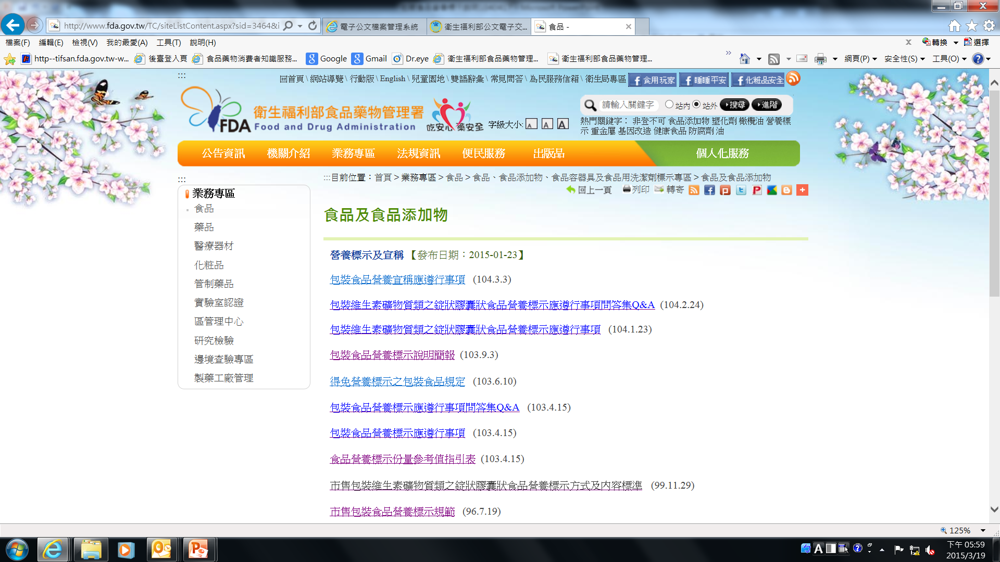 http://www.fda.gov.tw/TC/siteListContent.aspx?sid=3464&i
電子公文檔案管理系統
衛生福利部公文電子交...
食品 -
檔案(F) 編輯(E) 檢視(V) 我的最愛(A) 工具(T) 說明(H)
轉換 選擇
http--tifsan.fda.gov.tw-w... 後臺登入頁 食品藥物消費者知識服務... Google Gmail Dr.eye 衛生福利部食品藥物管理... 衛生福利部食品藥物管理...
網頁(P) 安全性(S) 工具(O)
:::
回首頁 \ 網站導覽 \ 行動版 \ English \ 兒童園地 \ 雙語辭彙 \ 常見問答 \ 為民服務信箱 \ 衛生局專區
食用玩家 睡睡平安 化粧品安全
衛生福利部食品藥物管理署
FDA Food and Drug Administration
吃安心 藥安全
字級大小: A A A
請輸入關鍵字 站內 站外 搜尋 進階
熱門關鍵字： 非登不可 食品添加物 塑化劑 橄欖油 營養標
示 重金屬 基因改造 健康食品 防腐劑 油
公告資訊 機關介紹 業務專區 法規資訊 便民服務 出版品 個人化服務
:::目前位置：首頁 > 業務專區 > 食品 > 食品、食品添加物、食品容器具及食品用洗潔劑標示專區 > 食品及食品添加物
回上一頁 列印 轉寄
:::
業務專區
食品
藥品
醫療器材
化粧品
管制藥品
實驗室認證
區管理中心
研究檢驗
邊境查驗專區
製藥工廠管理
食品及食品添加物
營養標示及宣稱 【發布日期：2015-01-23】
包裝食品營養宣稱應遵行事項 (104.3.3)
包裝維生素礦物質類之錠狀膠囊狀食品營養標示應遵行事項問答集Q&A (104.2.24)
包裝維生素礦物質類之錠狀膠囊狀食品營養標示應遵行事項 (104.1.23)
包裝食品營養標示說明簡報 (103.9.3)
得免營養標示之包裝食品規定 (103.6.10)
包裝食品營養標示應遵行事項問答集Q&A (103.4.15)
包裝食品營養標示應遵行事項 (103.4.15)
食品營養標示份量參考值指引表 (103.4.15)
市售包裝維生素礦物質類之錠狀膠囊狀食品營養標示方式及內容標準 (99.11.29)
市售包裝食品營養標示規範 (96.7.19)
125%
下午 05:59
2015/3/19